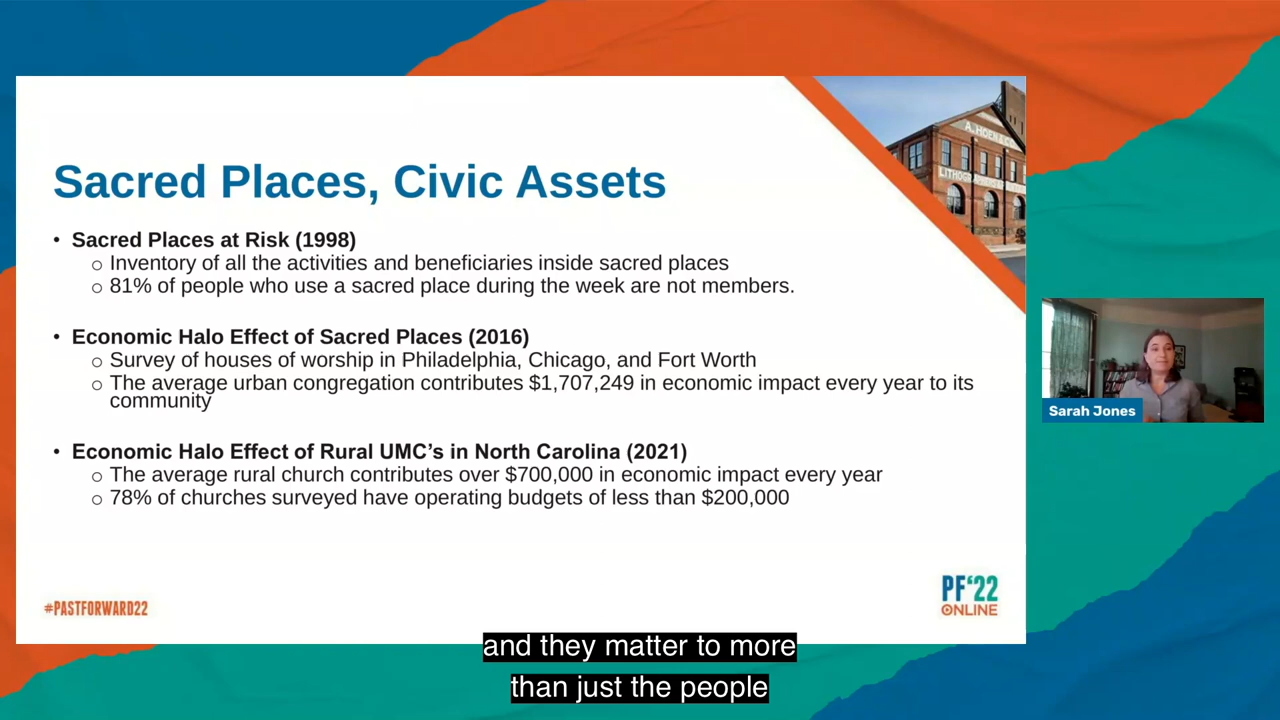 A. HOEN & CO.
LITHOGRAPHERS
Sacred Places, Civic Assets
• Sacred Places at Risk (1998)
o Inventory of all the activities and beneficiaries inside sacred places
o 81% of people who use a sacred place during the week are not members.
• Economic Halo Effect of Sacred Places (2016)
o Survey of houses of worship in Philadelphia, Chicago, and Fort Worth
o The average urban congregation contributes $1,707,249 in economic impact every year to its
community
• Economic Halo Effect of Rural UMC’s in North Carolina (2021)
o The average rural church contributes over $700,000 in economic impact every year
o 78% of churches surveyed have operating budgets of less than $200,000
Sarah Jones
#PASTFORWARD22
PF‘22
ONLINE
and they matter to more
than just the people